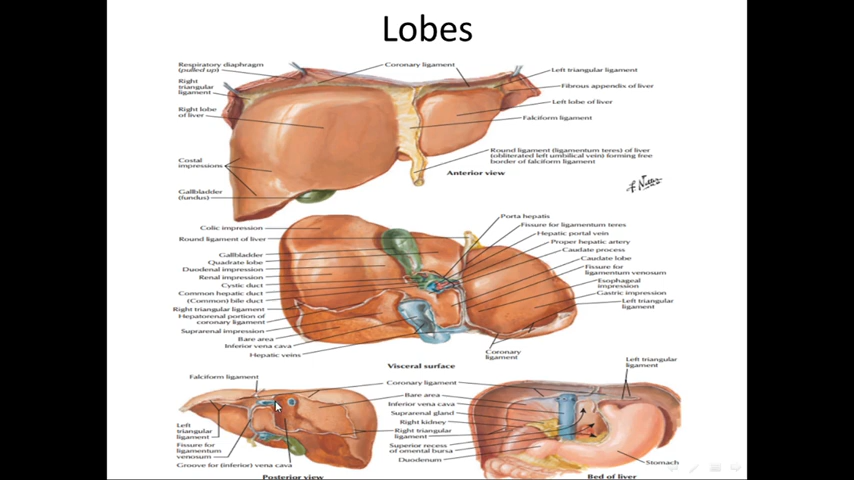 Lobes
Respiratory diaphragm
(pulled up)
Coronary ligament
Left triangular ligament
Right
triangular
ligament
Fibrous appendix of liver
Left lobe of liver
Right lobe
of liver
Falciform ligament
Round ligament (ligamentum teres) of liver
(obliterated left umbilical vein) forming free
border of falciform ligament
Costal
impressions
Anterior view
Gallbladder
(fundus)
Porta hepatis
Colic impression
Fissure for ligamentum teres
Hepatic portal vein
Round ligament of liver
Proper hepatic artery
Caudate process
Gallbladder
Caudate lobe
Quadrate lobe
Fissure for
ligamentum venosum
Duodenal impression
Renal impression
Esophageal
impression
Cystic duct
Common hepatic duct
Gastric impression
(Common) bile duct
Left triangular
ligament
Right triangular ligament
Hepatorenal portion of
coronary ligament
Suprarenal impression
Bare area
Inferior vena cava
Hepatic veins
Coronary
ligament
Visceral surface
Left triangular
ligament
Falciform ligament
Coronary ligament
Bare area
Inferior vena cava
Suprarenal gland
Right kidney
Right triangular
ligament
Superior recess
of omental bursa
Duodenum
Left
triangular
ligament
Fissure for
ligamentum
venosum
Groove for (inferior) vena cava
Stomach
Posterior view
Bed of liver